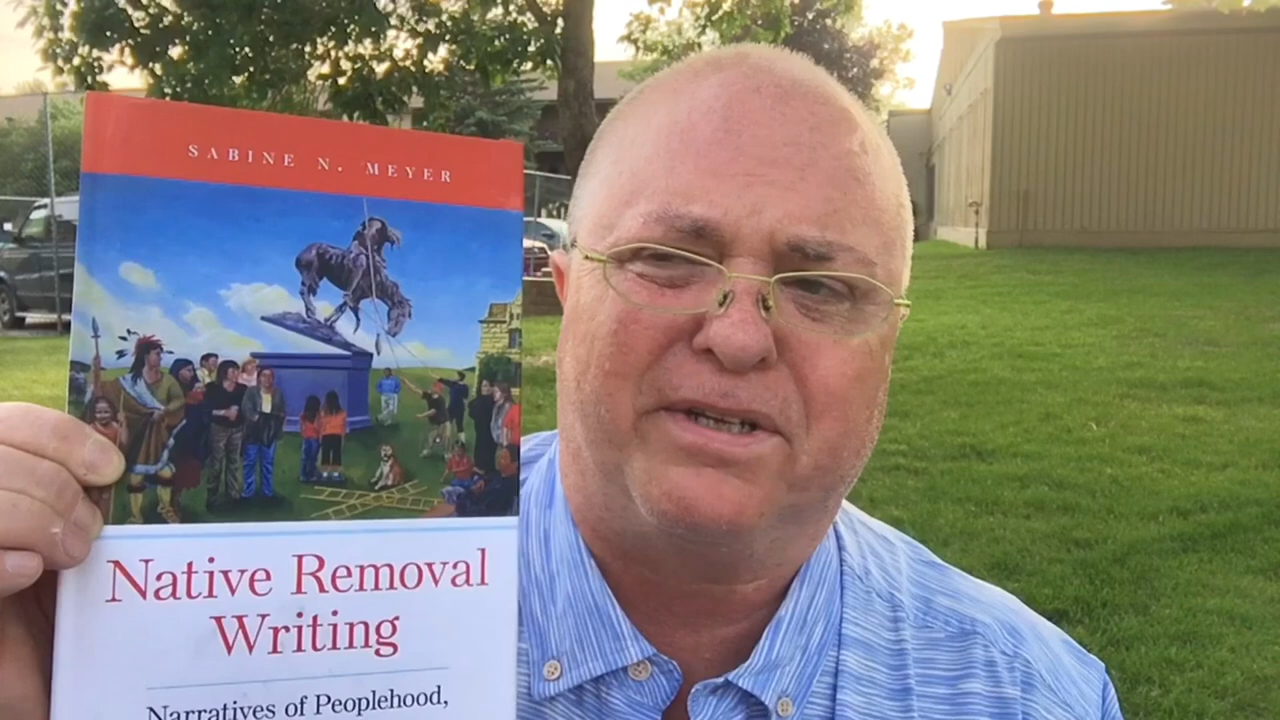 SABINE N. MEYER
Native Removal
Writing
Narratives of Peoplehood,